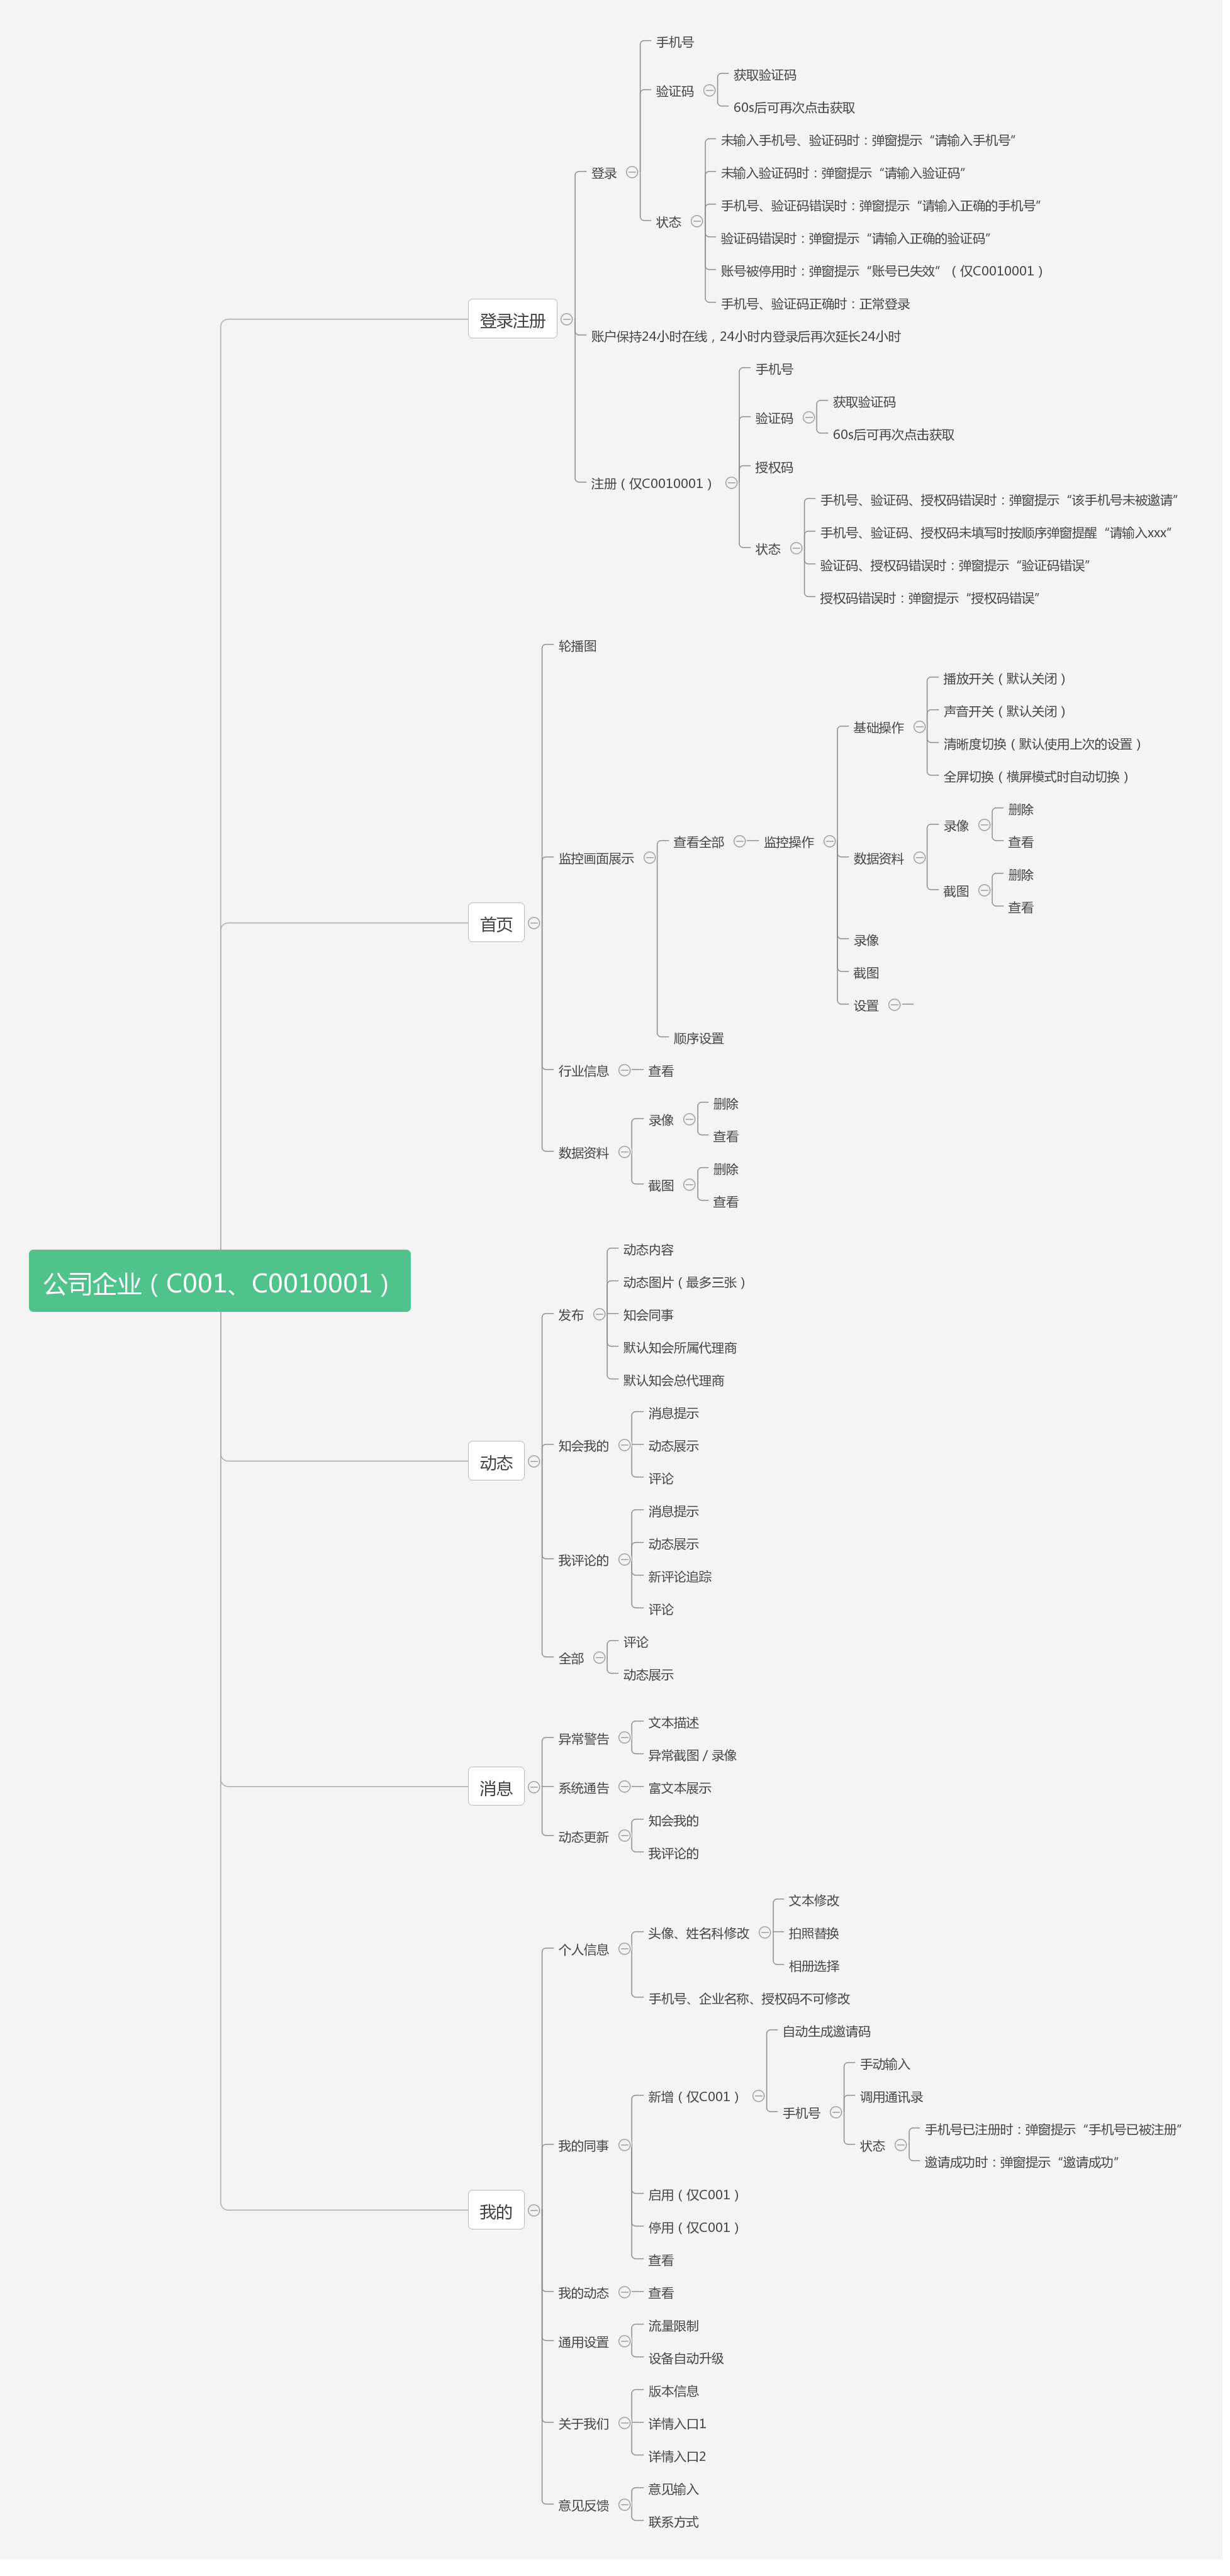 手机号
获取验证码
验证码
60s后可再次点击获取
未输入手机号、验证码时：弹窗提示“请输入手机号”
登录
未输入验证码时：弹窗提示“请输入验证码”
手机号、验证码错误时：弹窗提示“请输入正确的手机号”
状态
验证码错误时：弹窗提示“请输入正确的验证码”
账号被停用时：弹窗提示“账号已失效”（仅C0010001）
手机号、验证码正确时：正常登录
登录注册
账户保持24小时在线，24小时内登录后再次延长24小时
手机号
获取验证码
验证码
60s后可再次点击获取
授权码
注册（仅C0010001）
手机号、验证码、授权码错误时：弹窗提示“该手机号未被邀请”
手机号、验证码、授权码未填写时按顺序弹窗提醒“请输入xxx”
状态
验证码、授权码错误时：弹窗提示“验证码错误”
授权码错误时：弹窗提示“授权码错误”
轮播图
播放开关（默认关闭）
声音开关（默认关闭）
基础操作
清晰度切换（默认使用上次的设置）
全屏切换（横屏模式时自动切换）
删除
录像
查看全部
监控操作
查看
监控画面展示
数据资料
删除
截图
查看
首页
录像
截图
设置
顺序设置
行业信息
查看
删除
录像
查看
数据资料
删除
截图
查看
动态内容
公司企业（C001、C0010001）
动态图片（最多三张）
发布
知会同事
默认知会所属代理商
默认知会总代理商
消息提示
知会我的
动态展示
动态
评论
消息提示
动态展示
我评论的
新评论追踪
评论
评论
全部
动态展示
文本描述
异常警告
异常截图 / 录像
消息
系统通告
富文本展示
知会我的
动态更新
我评论的
文本修改
头像、姓名科修改
拍照替换
个人信息
相册选择
手机号、企业名称、授权码不可修改
自动生成邀请码
手动输入
新增（仅C001）
调用通讯录
手机号
手机号已注册时：弹窗提示“手机号已被注册”
我的同事
状态
邀请成功时：弹窗提示“邀请成功”
启用（仅C001）
我的
停用（仅C001）
查看
我的动态
查看
流量限制
通用设置
设备自动升级
版本信息
关于我们
详情入口1
详情入口2
意见输入
意见反馈
联系方式